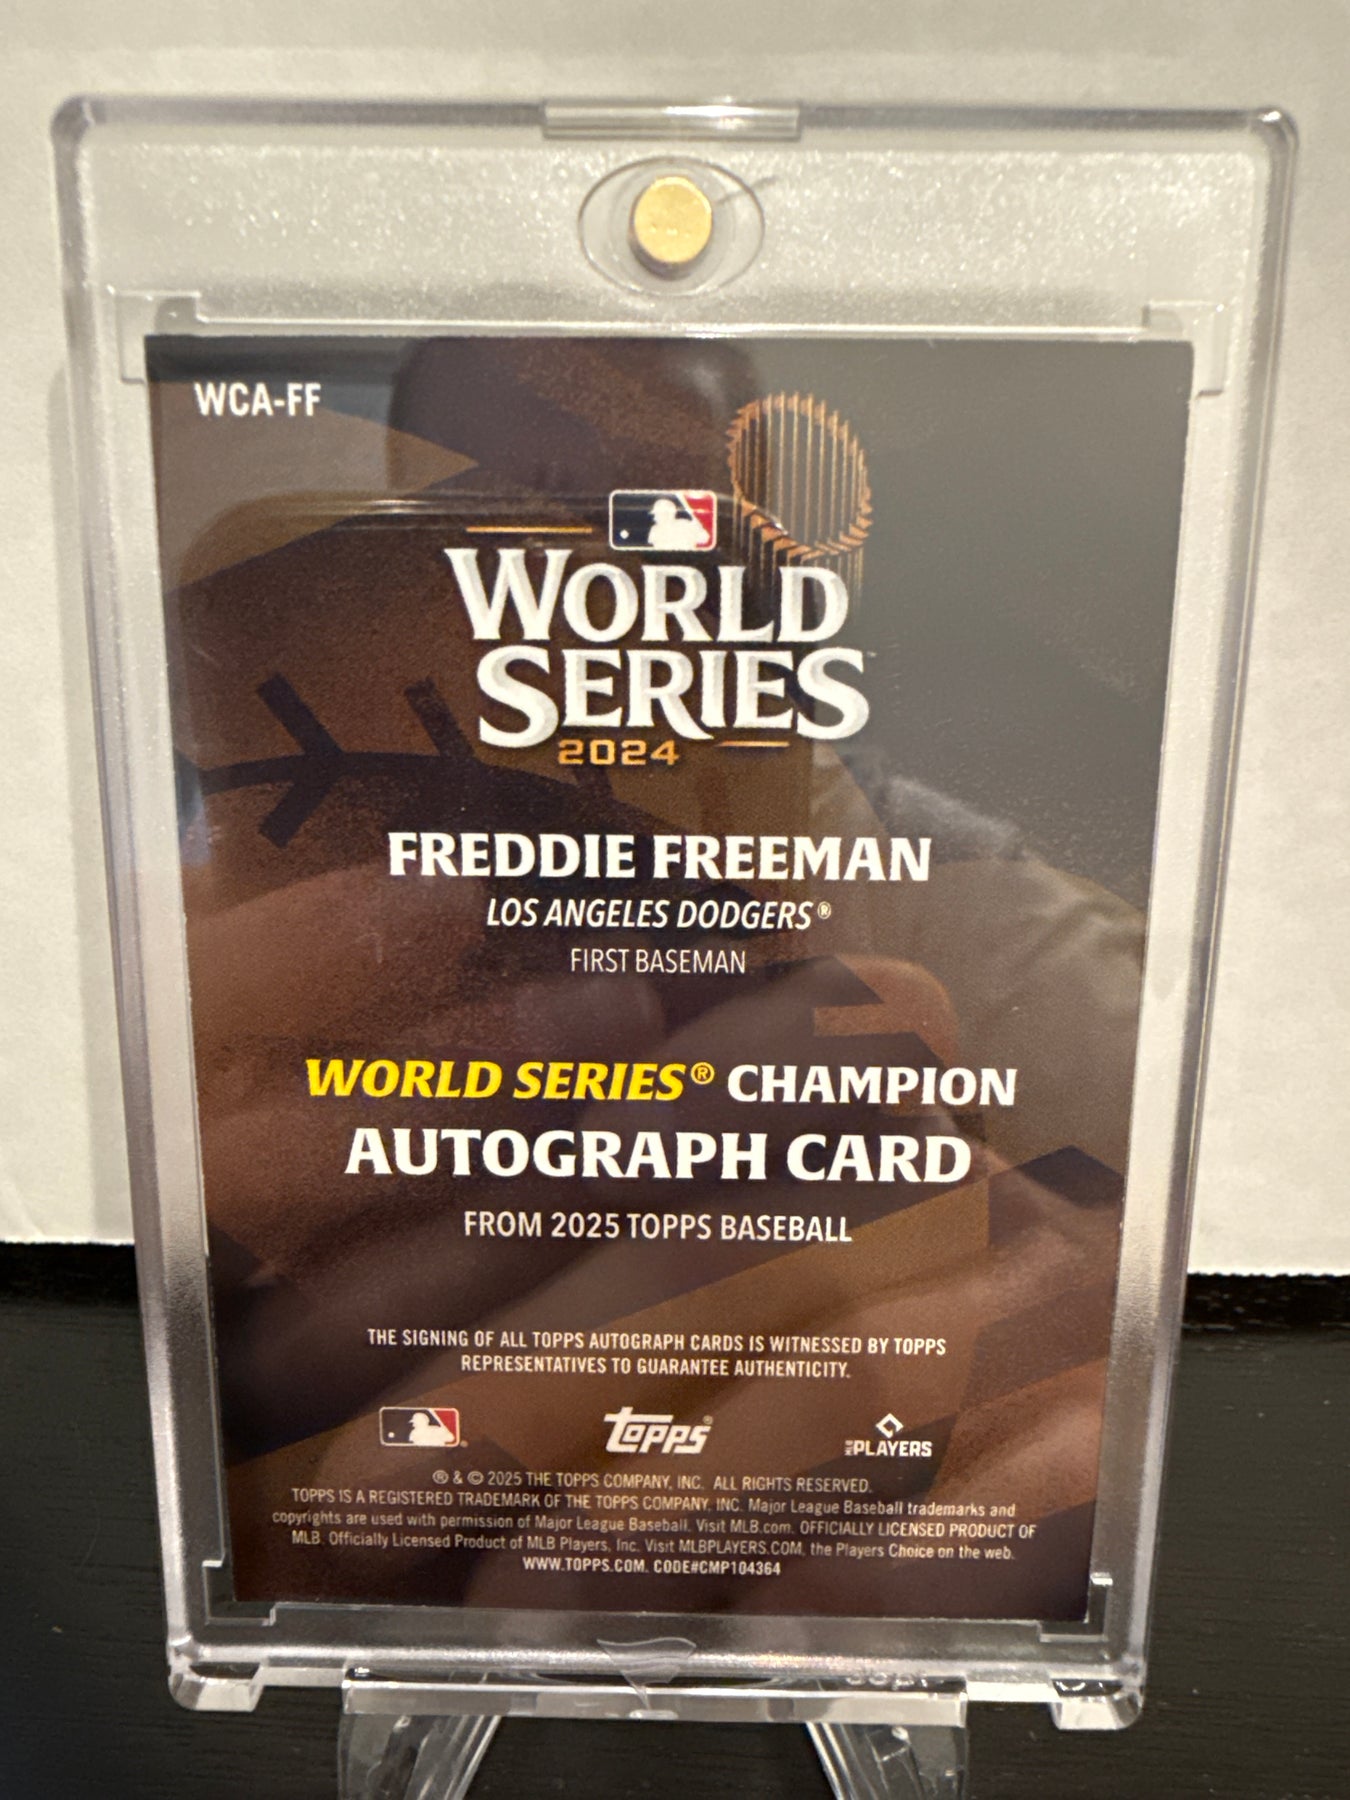 WCA-FF
WORLD
SERIES
2024
FREDDIE FREEMAN
LOS ANGELES DODGERS®
FIRST BASEMAN
WORLD SERIES® CHAMPION
AUTOGRAPH CARD
FROM 2025 TOPPS BASEBALL
THE SIGNING OF ALL TOPPS AUTOGRAPH CARDS IS WITNESSED BY TOPPS
REPRESENTATIVES TO GUARANTEE AUTHENTICITY.
topps®
MLB PLAYERS
® & © 2025 THE TOPPS COMPANY, INC. ALL RIGHTS RESERVED.
TOPPS IS A REGISTERED TRADEMARK OF THE TOPPS COMPANY, INC. Major League Baseball trademarks and
copyrights are used with permission of Major League Baseball. Visit MLB.com. OFFICIALLY LICENSED PRODUCT OF
MLB. Officially Licensed Product of MLB Players, Inc. Visit MLBPLAYERS.COM, the Players Choice on the web.
WWW.TOPPS.COM. CODE#CMP104364